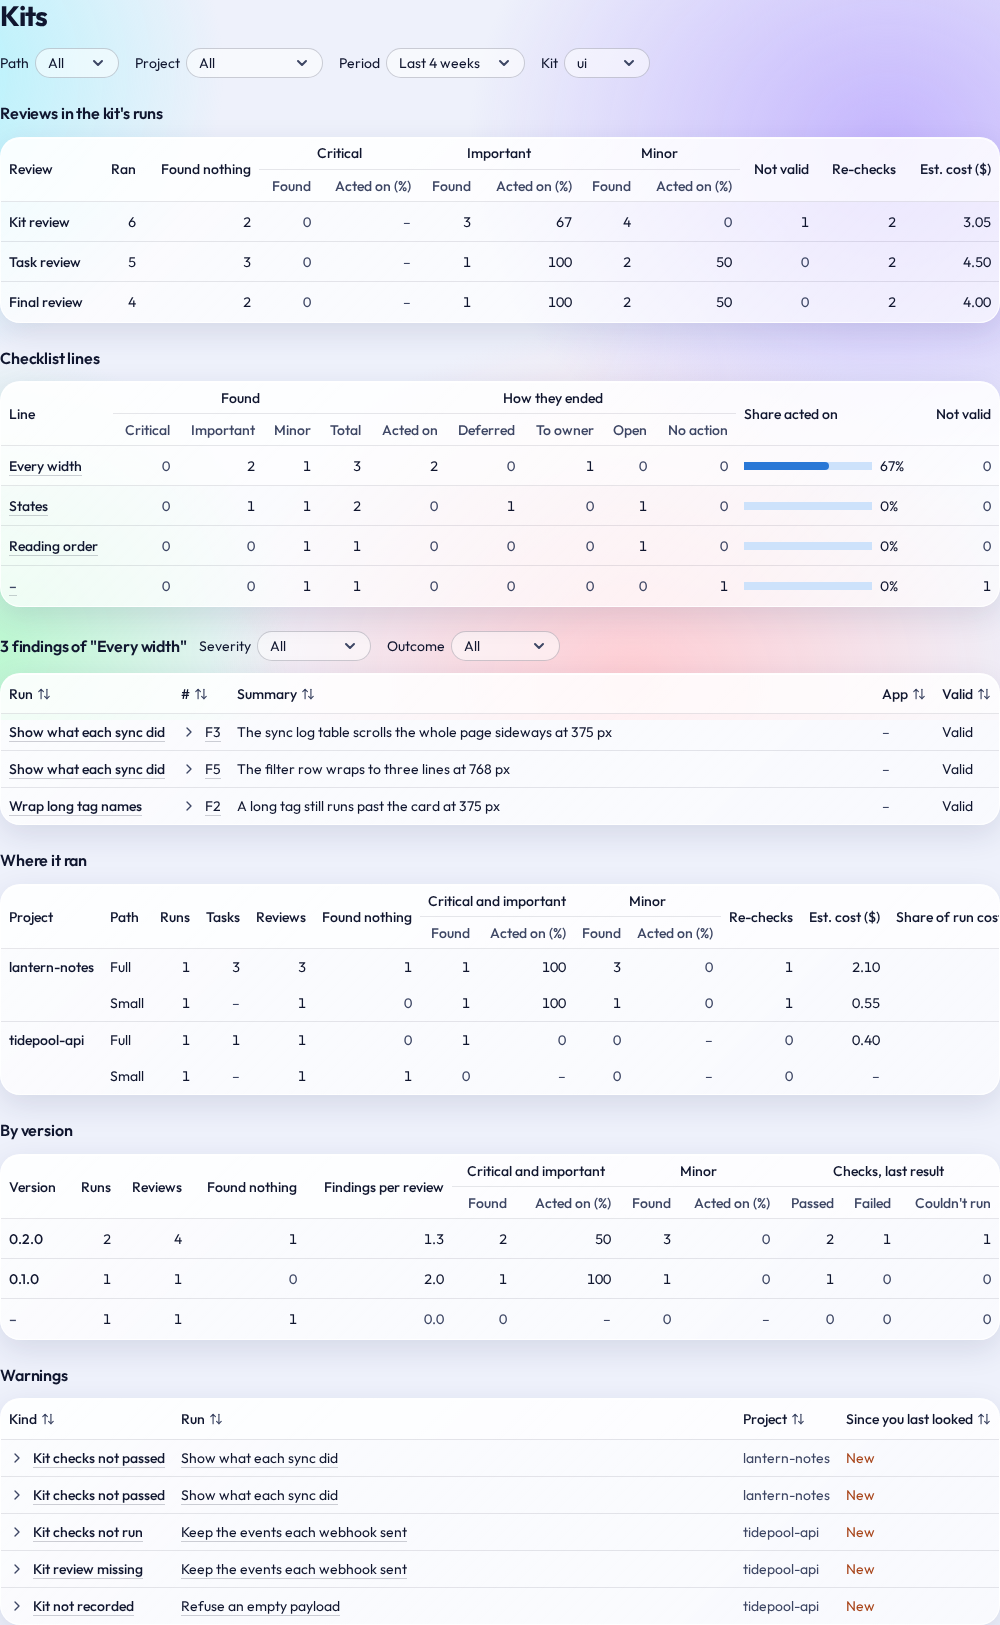 Kits
Path All Project All Period Last 4 weeks Kit ui
Reviews in the kit's runs
Critical Important Minor
Review Ran Found nothing Not valid Re-checks Est. cost ($)
Found Acted on (%) Found Acted on (%) Found Acted on (%)
Kit review 6 2 0 – 3 67 4 0 1 2 3.05
Task review 5 3 0 – 1 100 2 50 0 2 4.50
Final review 4 2 0 – 1 100 2 50 0 2 4.00
Checklist lines
Found How they ended
Line Share acted on Not valid
Critical Important Minor Total Acted on Deferred To owner Open No action
Every width 0 2 1 3 2 0 1 0 0 67% 0
States 0 1 1 2 0 1 0 1 0 0% 0
Reading order 0 0 1 1 0 0 0 1 0 0% 0
– 0 0 1 1 0 0 0 0 1 0% 1
3 findings of "Every width" Severity All Outcome All
Run # Summary App Valid
Show what each sync did F3 The sync log table scrolls the whole page sideways at 375 px – Valid
Show what each sync did F5 The filter row wraps to three lines at 768 px – Valid
Wrap long tag names F2 A long tag still runs past the card at 375 px – Valid
Where it ran
Critical and important Minor
Project Path Runs Tasks Reviews Found nothing Re-checks Est. cost ($) Share of run cos
Found Acted on (%) Found Acted on (%)
lantern-notes Full 1 3 3 1 1 100 3 0 1 2.10
Small 1 – 1 0 1 100 1 0 1 0.55
tidepool-api Full 1 1 1 0 1 0 0 – 0 0.40
Small 1 – 1 1 0 – 0 – 0 –
By version
Critical and important Minor Checks, last result
Version Runs Reviews Found nothing Findings per review
Found Acted on (%) Found Acted on (%) Passed Failed Couldn't run
0.2.0 2 4 1 1.3 2 50 3 0 2 1 1
0.1.0 1 1 0 2.0 1 100 1 0 1 0 0
– 1 1 1 0.0 0 – 0 – 0 0 0
Warnings
Kind Run Project Since you last looked
Kit checks not passed Show what each sync did lantern-notes New
Kit checks not passed Show what each sync did lantern-notes New
Kit checks not run Keep the events each webhook sent tidepool-api New
Kit review missing Keep the events each webhook sent tidepool-api New
Kit not recorded Refuse an empty payload tidepool-api New